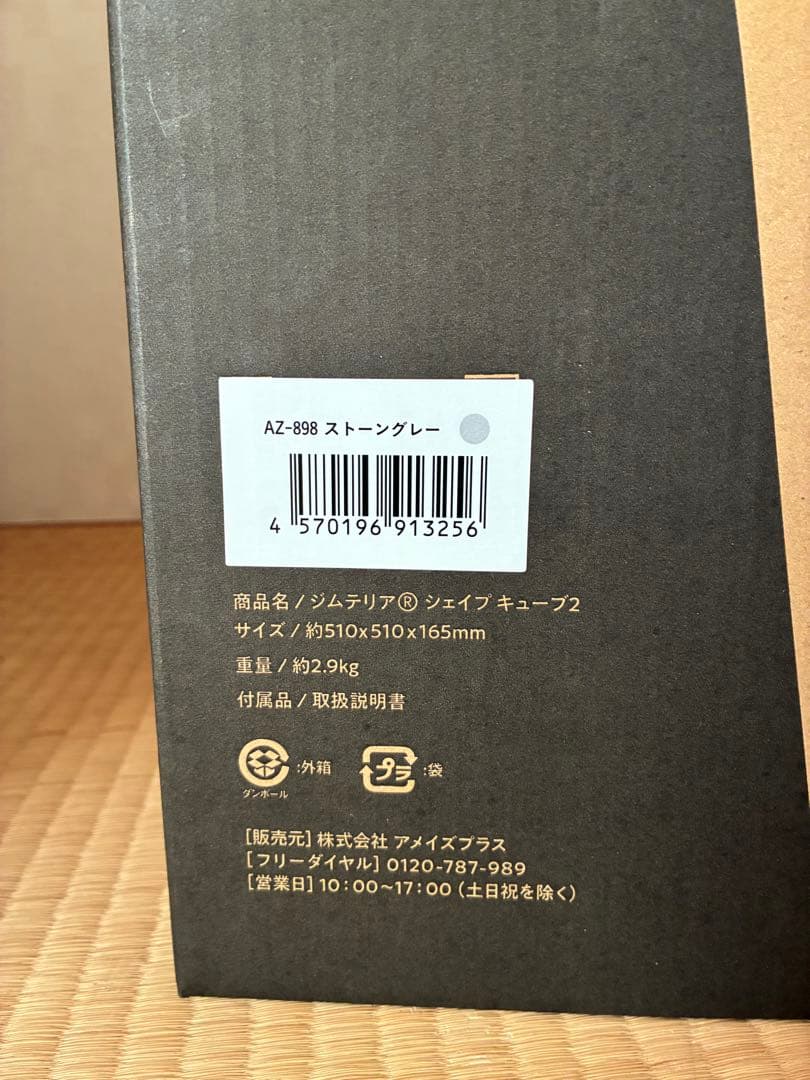 AZ-898 ストーングレー
4 570196 913256
商品名 / ジムテリア® シェイプ キューブ2
サイズ / 約510x510x165mm
重量 / 約2.9kg
付属品 / 取扱説明書
ダンボール :外箱 プラ :袋
[販売元] 株式会社 アメイズプラス
[フリーダイヤル] 0120-787-989
[営業日] 10:00〜17:00 (土日祝を除く)